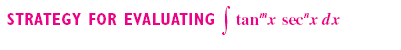 STRATEGY FOR EVALUATING ∫ tanᵐx secⁿx dx